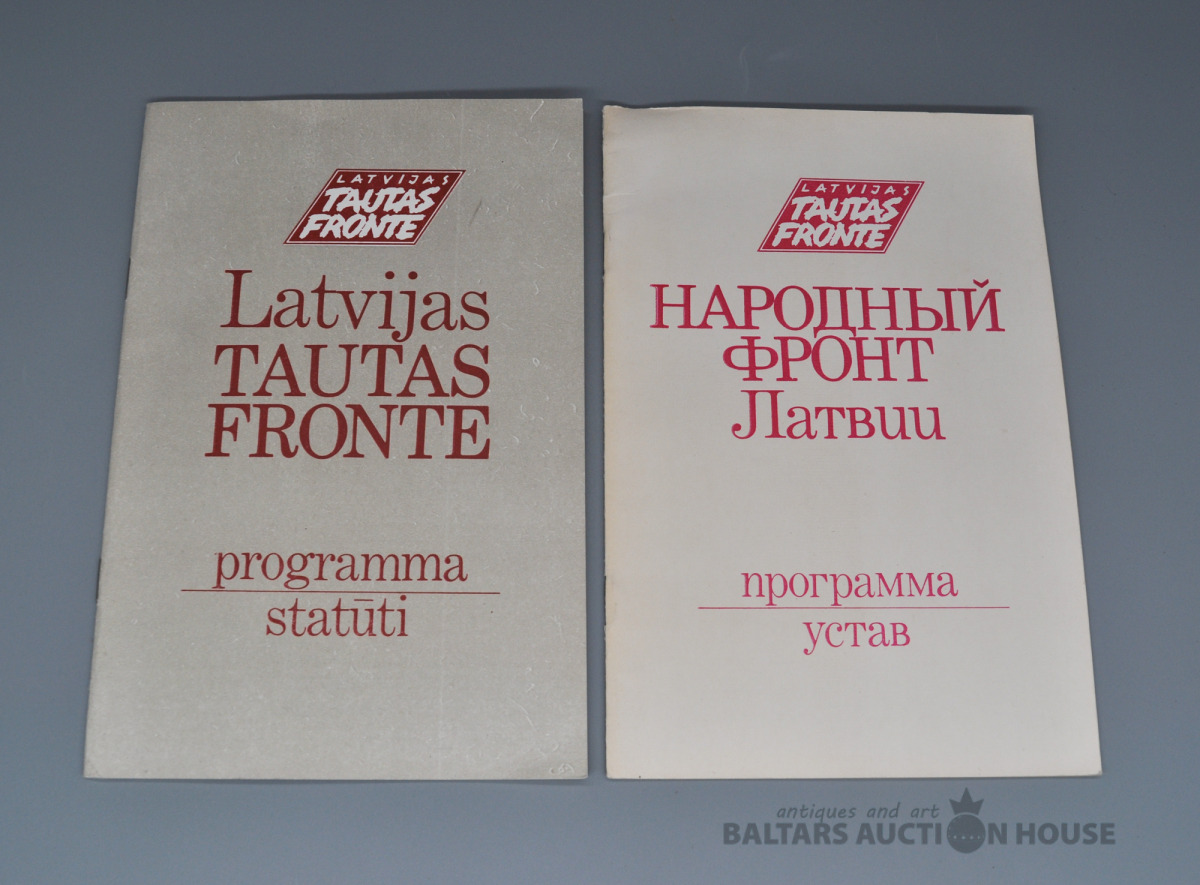 LATVIJAS
TAUTAS
FRONTE
Latvijas
TAUTAS
FRONTE
programma
statūti
LATVIJAS
TAUTAS
FRONTE
НАРОДНЫЙ
ФРОНТ
Латвии
программа
устав
antiques and art
BALTARS AUCTION HOUSE